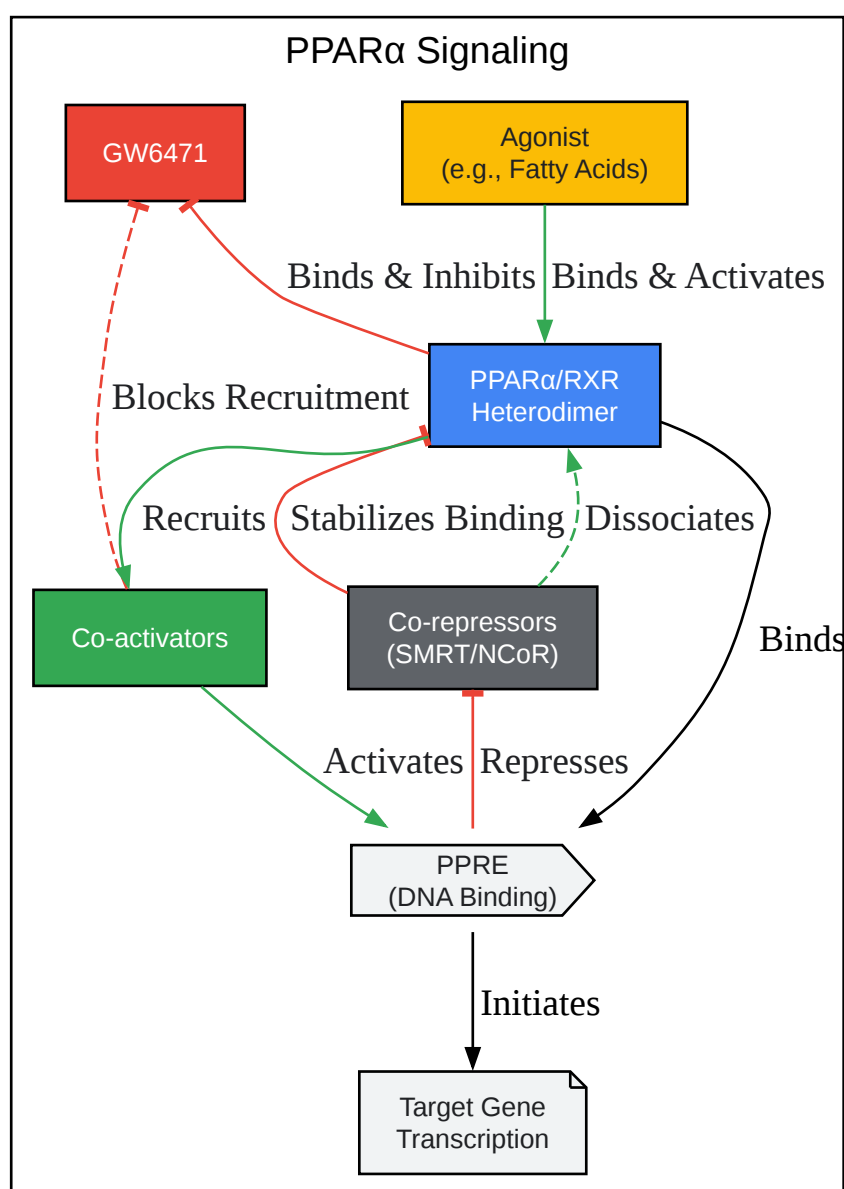 PPARα Signaling
GW6471
Agonist
(e.g., Fatty Acids)
Binds & Inhibits
Binds & Activates
PPARα/RXR
Heterodimer
Blocks Recruitment
Recruits
Stabilizes Binding
Dissociates
Co-activators
Co-repressors
(SMRT/NCoR)
Binds
Activates
Represses
PPRE
(DNA Binding)
Initiates
Target Gene
Transcription